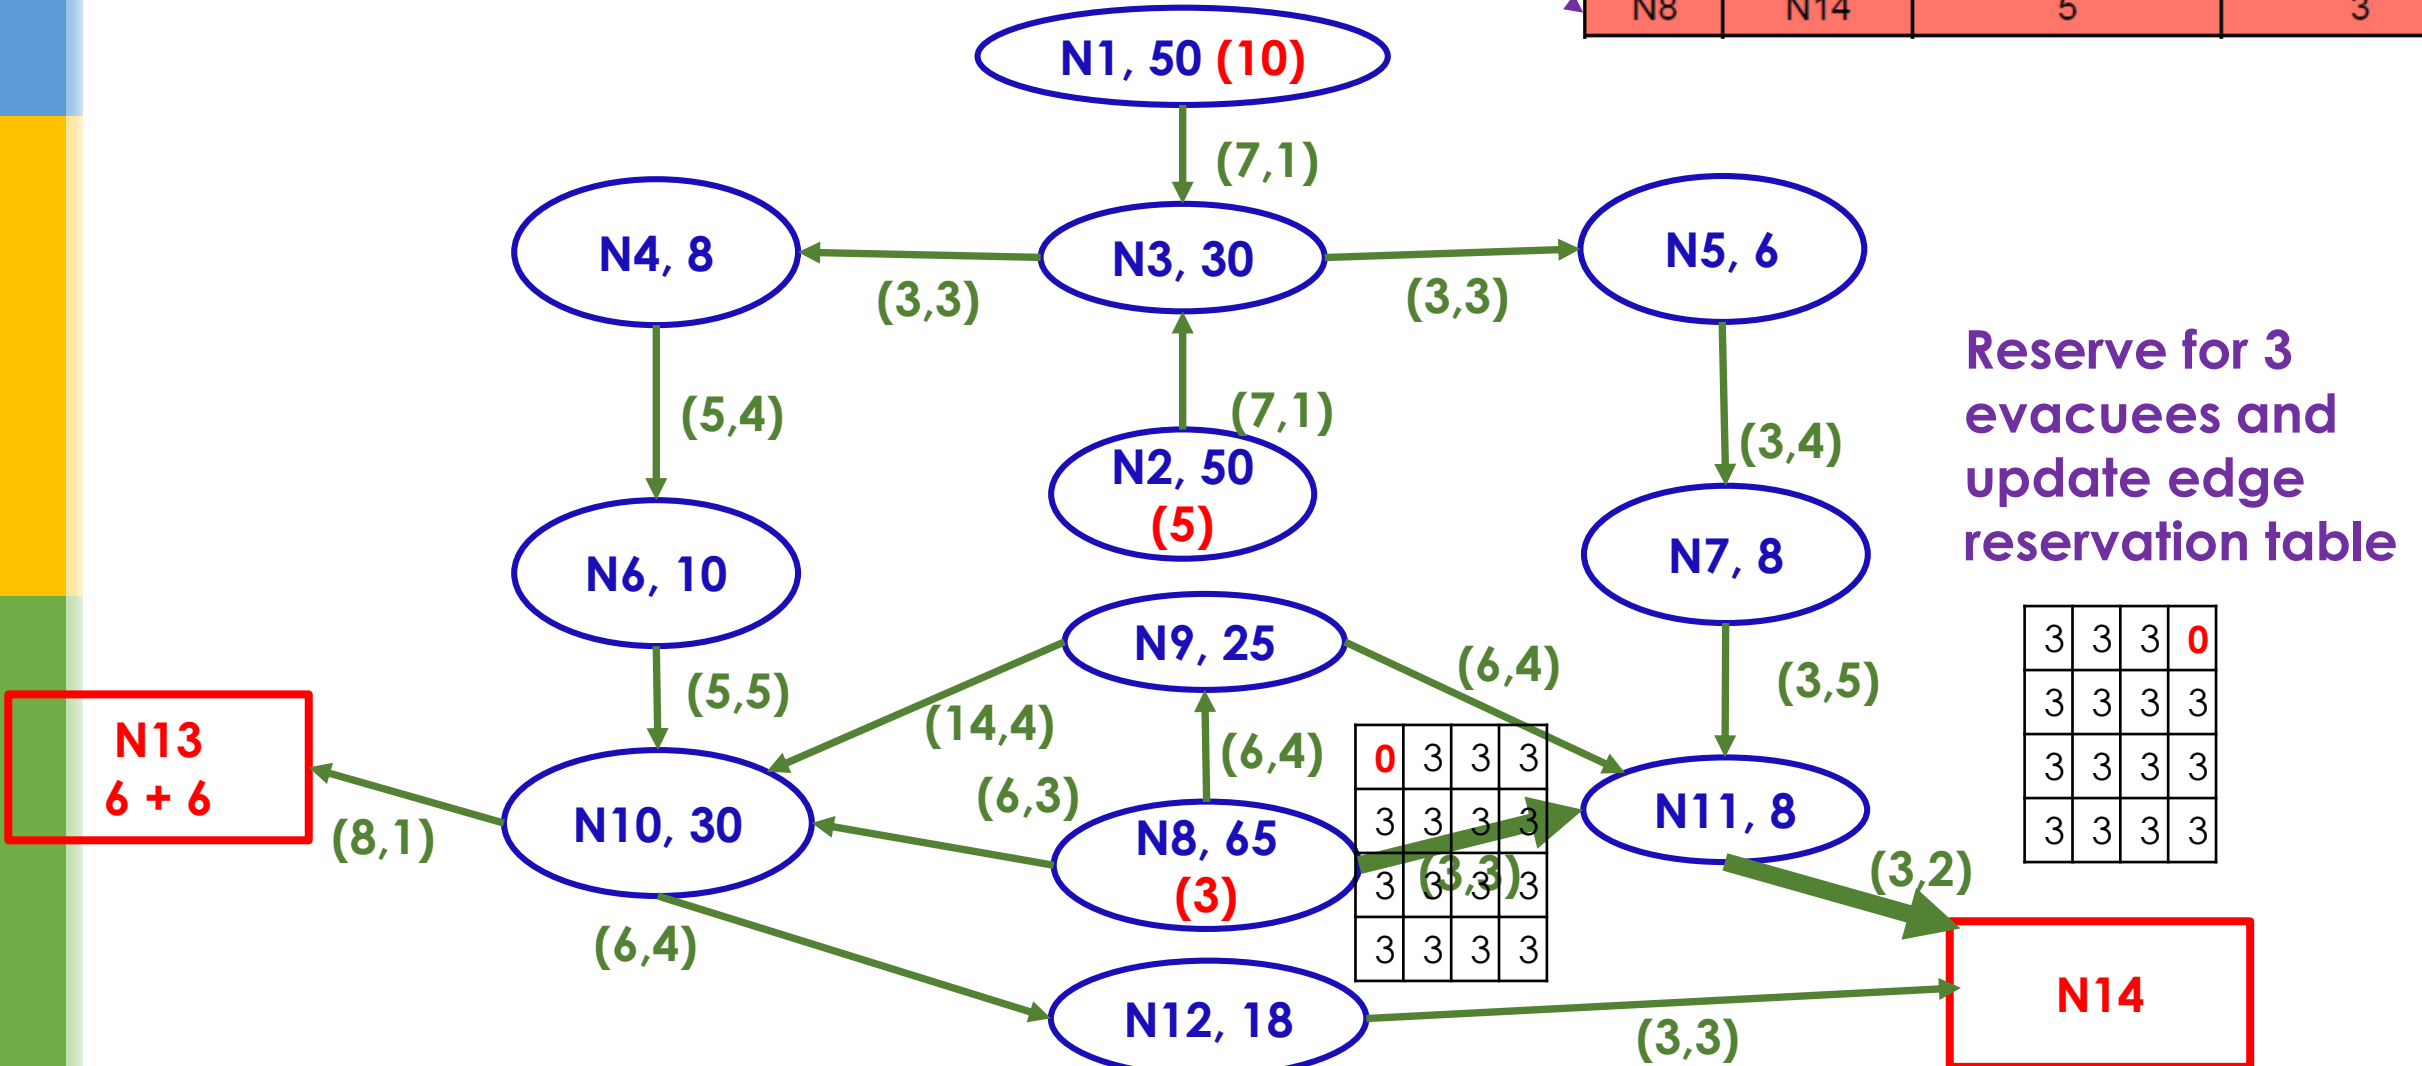 N8 N14 5 3
N1, 50 (10)
(7,1)
N4, 8
N3, 30
N5, 6
(3,3)
(3,3)
Reserve for 3
evacuees and
update edge
reservation table
(5,4)
(7,1)
(3,4)
N2, 50
(5)
N6, 10
N7, 8
N9, 25
(5,5)
(14,4)
(6,4)
(6,4)
(3,5)
3 3 3 0
3 3 3 3
3 3 3 3
3 3 3 3
N13
6 + 6
(8,1)
N10, 30
(6,3)
N8, 65
(3)
0 3 3 3
3 3 3 3
3 3 3 3
3 3 3 3
(3,3)
N11, 8
(3,2)
(6,4)
N12, 18
(3,3)
N14